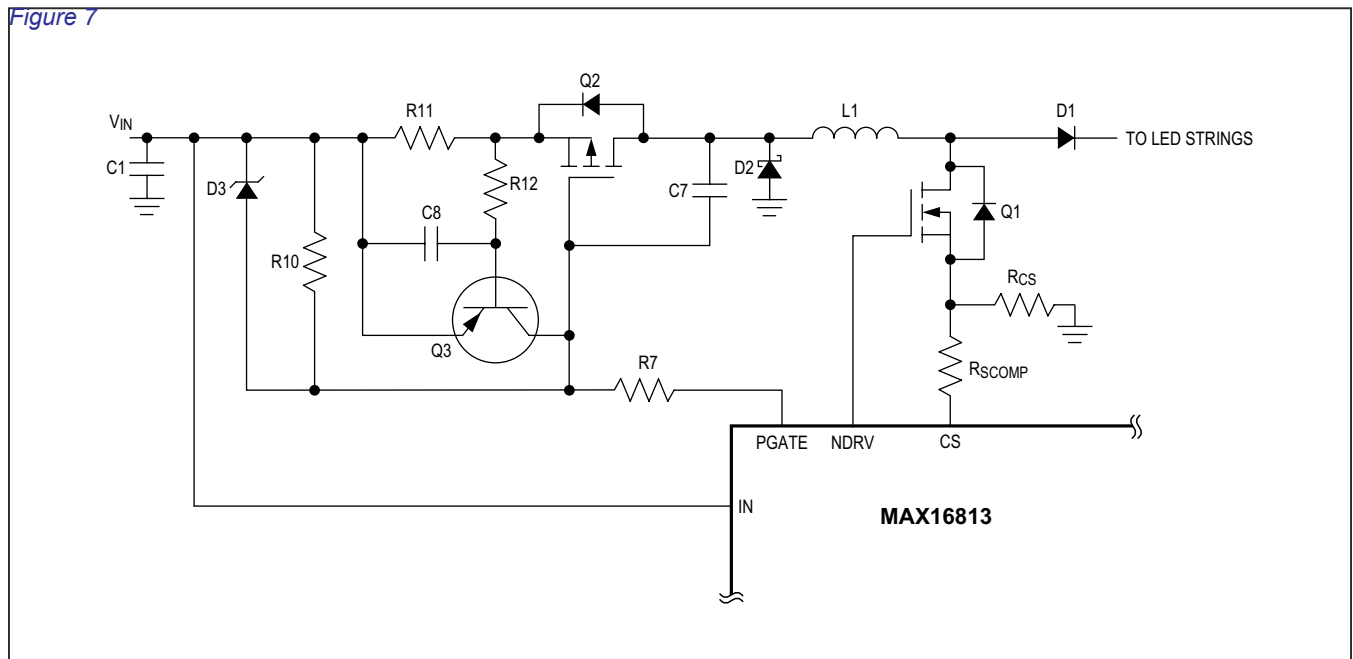 Figure 7
Q2
R11
L1
D1
VIN
TO LED STRINGS
C1
D3
R12
D2
C7
C8
Q1
R10
RCS
Q3
R7
RSCOMP
PGATE
NDRV
CS
IN
MAX16813